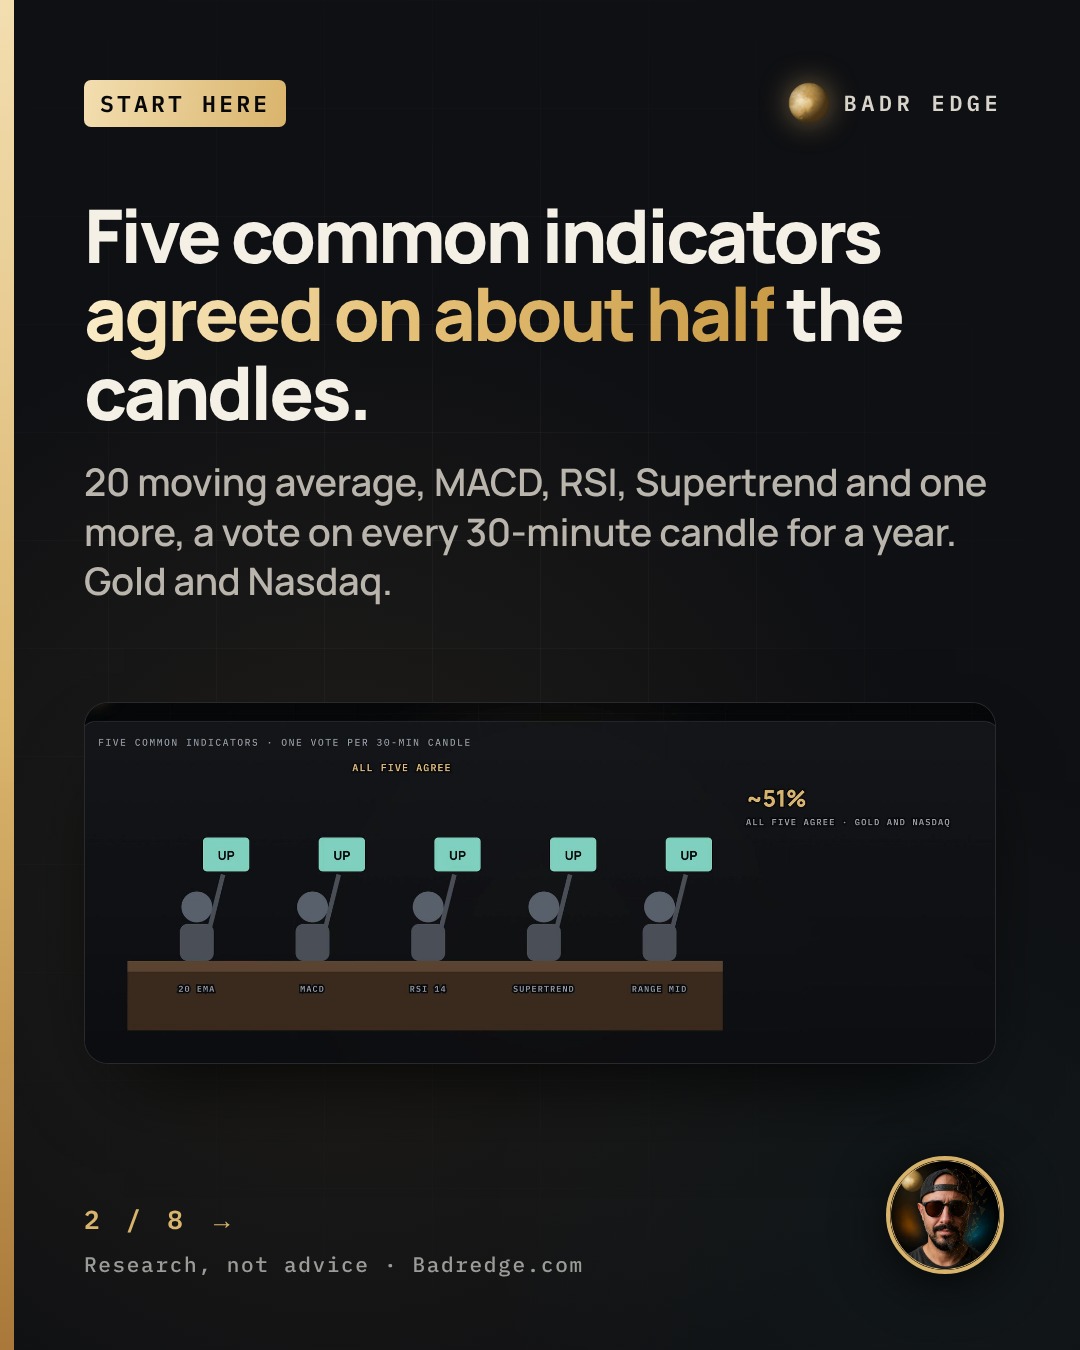 START HERE
BADR EDGE
Five common indicators
agreed on about half the
candles.
20 moving average, MACD, RSI, Supertrend and one
more, a vote on every 30-minute candle for a year.
Gold and Nasdaq.
FIVE COMMON INDICATORS · ONE VOTE PER 30-MIN CANDLE
ALL FIVE AGREE
~51%
ALL FIVE AGREE · GOLD AND NASDAQ
UP UP UP UP UP
20 EMA MACD RSI 14 SUPERTREND RANGE MID
2 / 8 →
Research, not advice · Badredge.com